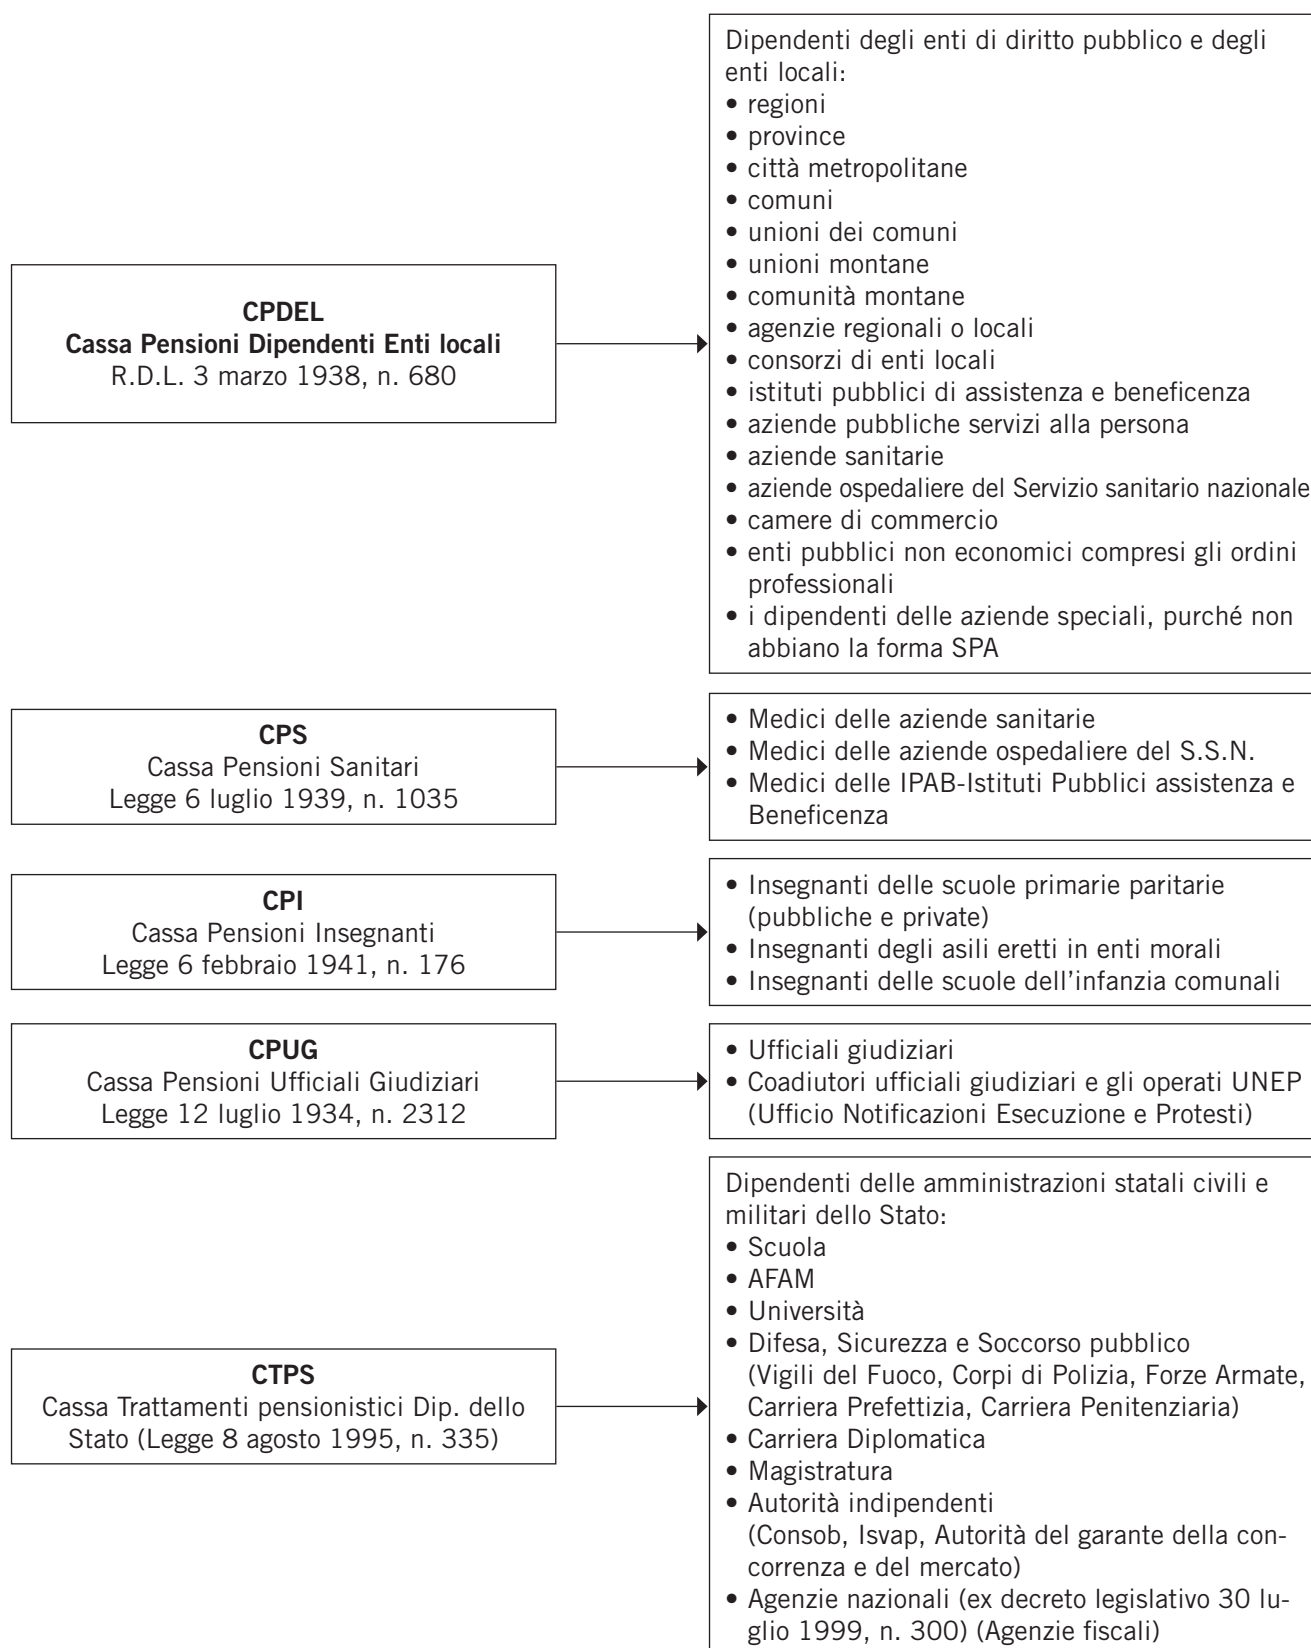 CPDEL
Cassa Pensioni Dipendenti Enti locali
R.D.L. 3 marzo 1938, n. 680
Dipendenti degli enti di diritto pubblico e degli
enti locali:
• regioni
• province
• città metropolitane
• comuni
• unioni dei comuni
• unioni montane
• comunità montane
• agenzie regionali o locali
• consorzi di enti locali
• istituti pubblici di assistenza e beneficenza
• aziende pubbliche servizi alla persona
• aziende sanitarie
• aziende ospedaliere del Servizio sanitario nazionale
• camere di commercio
• enti pubblici non economici compresi gli ordini
professionali
• i dipendenti delle aziende speciali, purché non
abbiano la forma SPA
CPS
Cassa Pensioni Sanitari
Legge 6 luglio 1939, n. 1035
• Medici delle aziende sanitarie
• Medici delle aziende ospedaliere del S.S.N.
• Medici delle IPAB-Istituti Pubblici assistenza e
Beneficenza
CPI
Cassa Pensioni Insegnanti
Legge 6 febbraio 1941, n. 176
• Insegnanti delle scuole primarie paritarie
(pubbliche e private)
• Insegnanti degli asili eretti in enti morali
• Insegnanti delle scuole dell'infanzia comunali
CPUG
Cassa Pensioni Ufficiali Giudiziari
Legge 12 luglio 1934, n. 2312
• Ufficiali giudiziari
• Coadiutori ufficiali giudiziari e gli operati UNEP
(Ufficio Notificazioni Esecuzione e Protesti)
CTPS
Cassa Trattamenti pensionistici Dip. dello
Stato (Legge 8 agosto 1995, n. 335)
Dipendenti delle amministrazioni statali civili e
militari dello Stato:
• Scuola
• AFAM
• Università
• Difesa, Sicurezza e Soccorso pubblico
(Vigili del Fuoco, Corpi di Polizia, Forze Armate,
Carriera Prefettizia, Carriera Penitenziaria)
• Carriera Diplomatica
• Magistratura
• Autorità indipendenti
(Consob, Isvap, Autorità del garante della con-
correnza e del mercato)
• Agenzie nazionali (ex decreto legislativo 30 lu-
glio 1999, n. 300) (Agenzie fiscali)